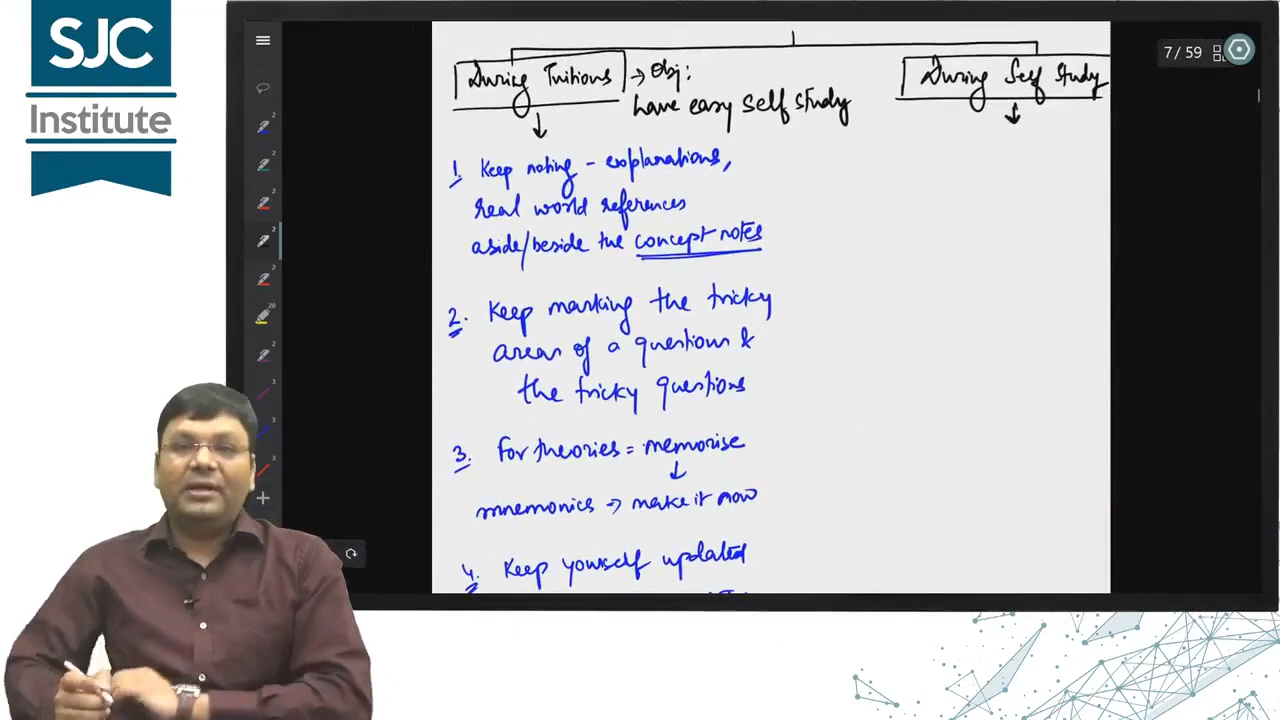 SJC
Institute
7 / 59
During Tuitions → Obj:
have easy self study
During Self Study
1. Keep noting - explanations,
real world references
aside/beside the concept notes
2. Keep marking the tricky
areas of a questions &
the tricky questions
3. For theories = memorise
mnemonics → make it now
4. Keep yourself updated